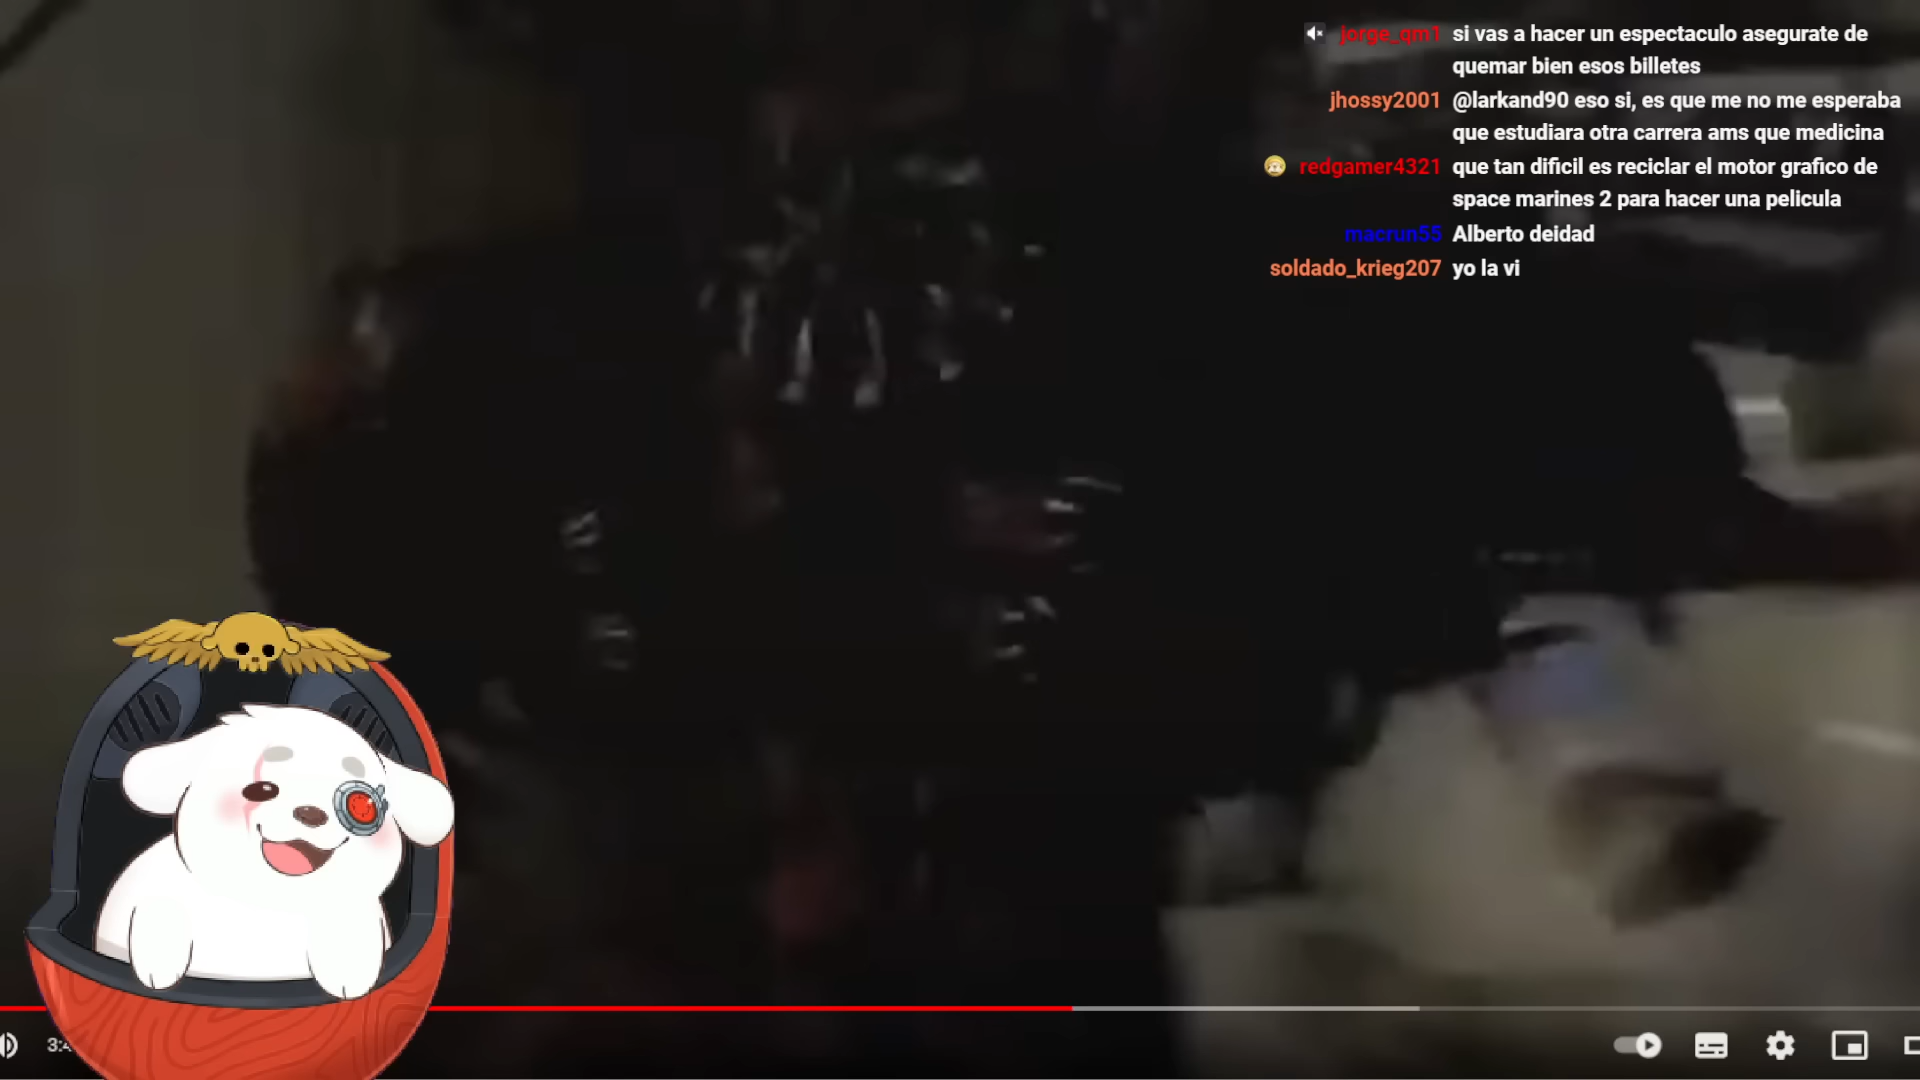 jorge_qm1 si vas a hacer un espectaculo asegurate de
quemar bien esos billetes
jhossy2001 @larkand90 eso si, es que me no me esperaba
que estudiara otra carrera ams que medicina
redgamer4321 que tan dificil es reciclar el motor grafico de
space marines 2 para hacer una pelicula
macrun55 Alberto deidad
soldado_krieg207 yo la vi